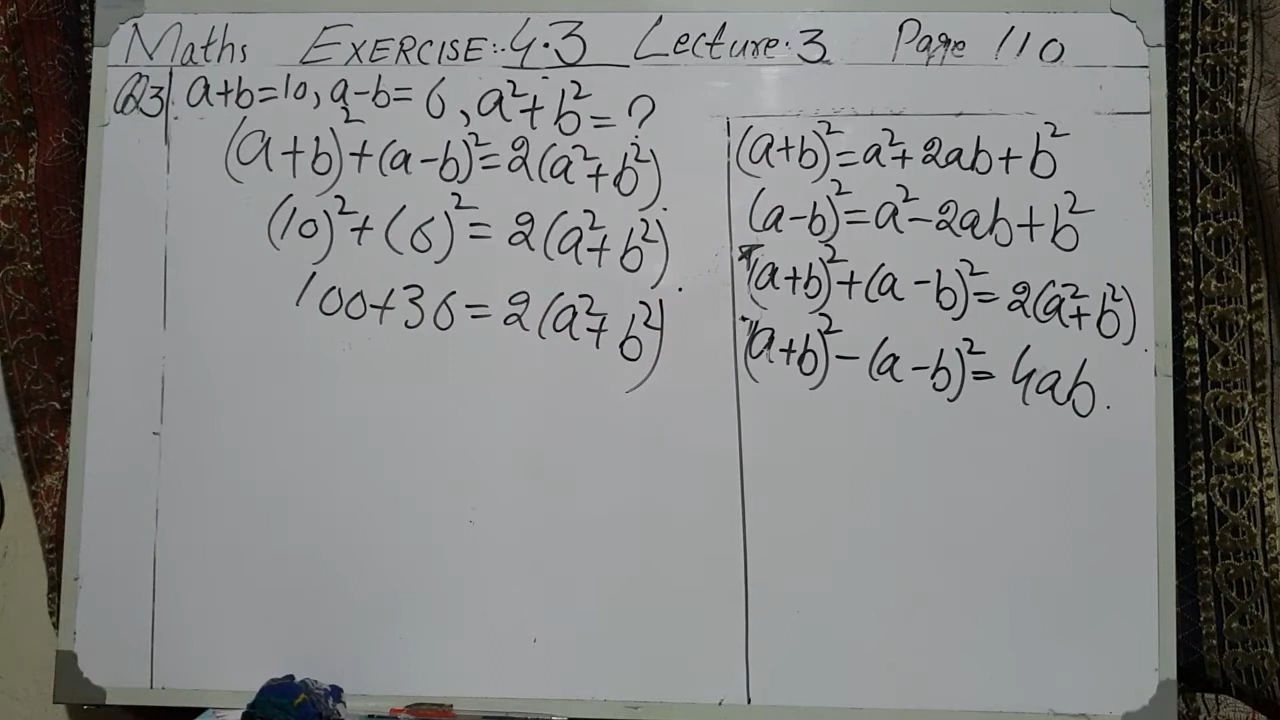 Maths EXERCISE:-4.3 Lecture:3 Page 110
Q3. a+b=10, a-b=6, a²+b²=?
(a+b)²+(a-b)²=2(a²+b²).
(10)²+(6)²=2(a²+b²).
100+36=2(a²+b²)
(a+b)²=a²+2ab+b²
(a-b)²=a²-2ab+b²
(a+b)²+(a-b)²=2(a²+b²).
(a+b)²-(a-b)²=4ab.